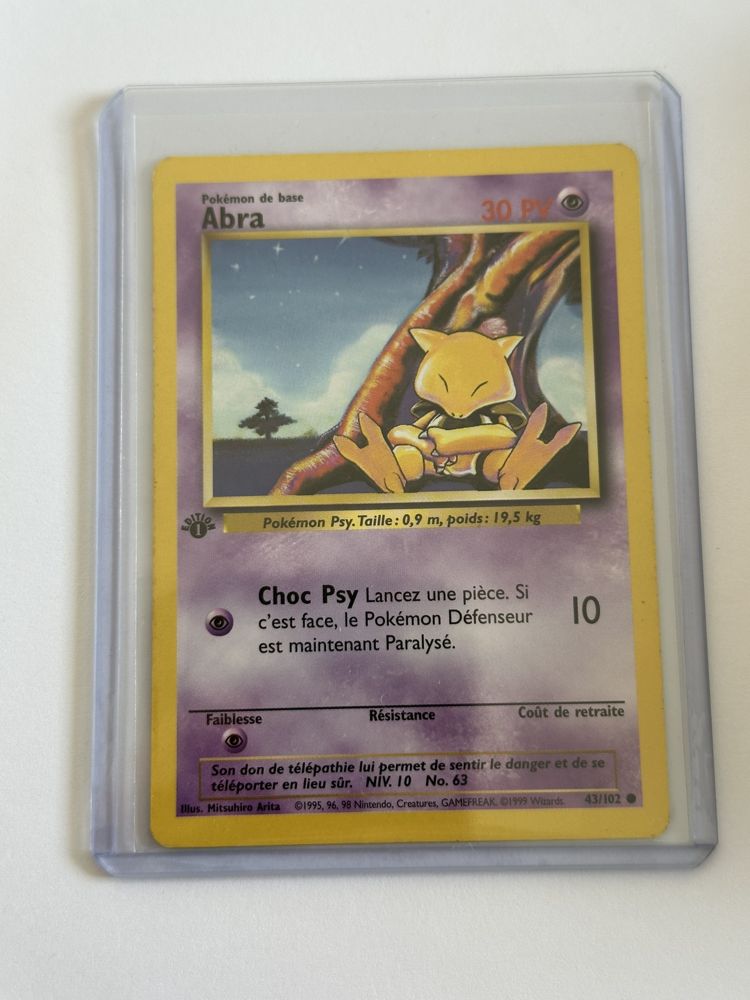 Pokémon de base
Abra
30 PV
EDITION
1
Pokémon Psy. Taille : 0,9 m, poids : 19,5 kg
Choc Psy Lancez une pièce. Si
c'est face, le Pokémon Défenseur
est maintenant Paralysé.
10
Faiblesse
Résistance
Coût de retraite
Son don de télépathie lui permet de sentir le danger et de se
téléporter en lieu sûr. NIV. 10 No. 63
Illus. Mitsuhiro Arita ©1995, 96, 98 Nintendo, Creatures, GAMEFREAK. ©1999 Wizards. 43/102